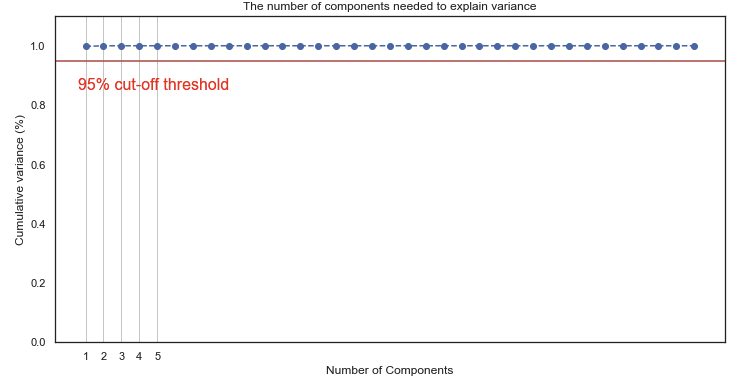 The number of components needed to explain variance
1.0
95% cut-off threshold
0.8
0.6
0.4
0.2
0.0
Cumulative variance (%)
1 2 3 4 5
Number of Components